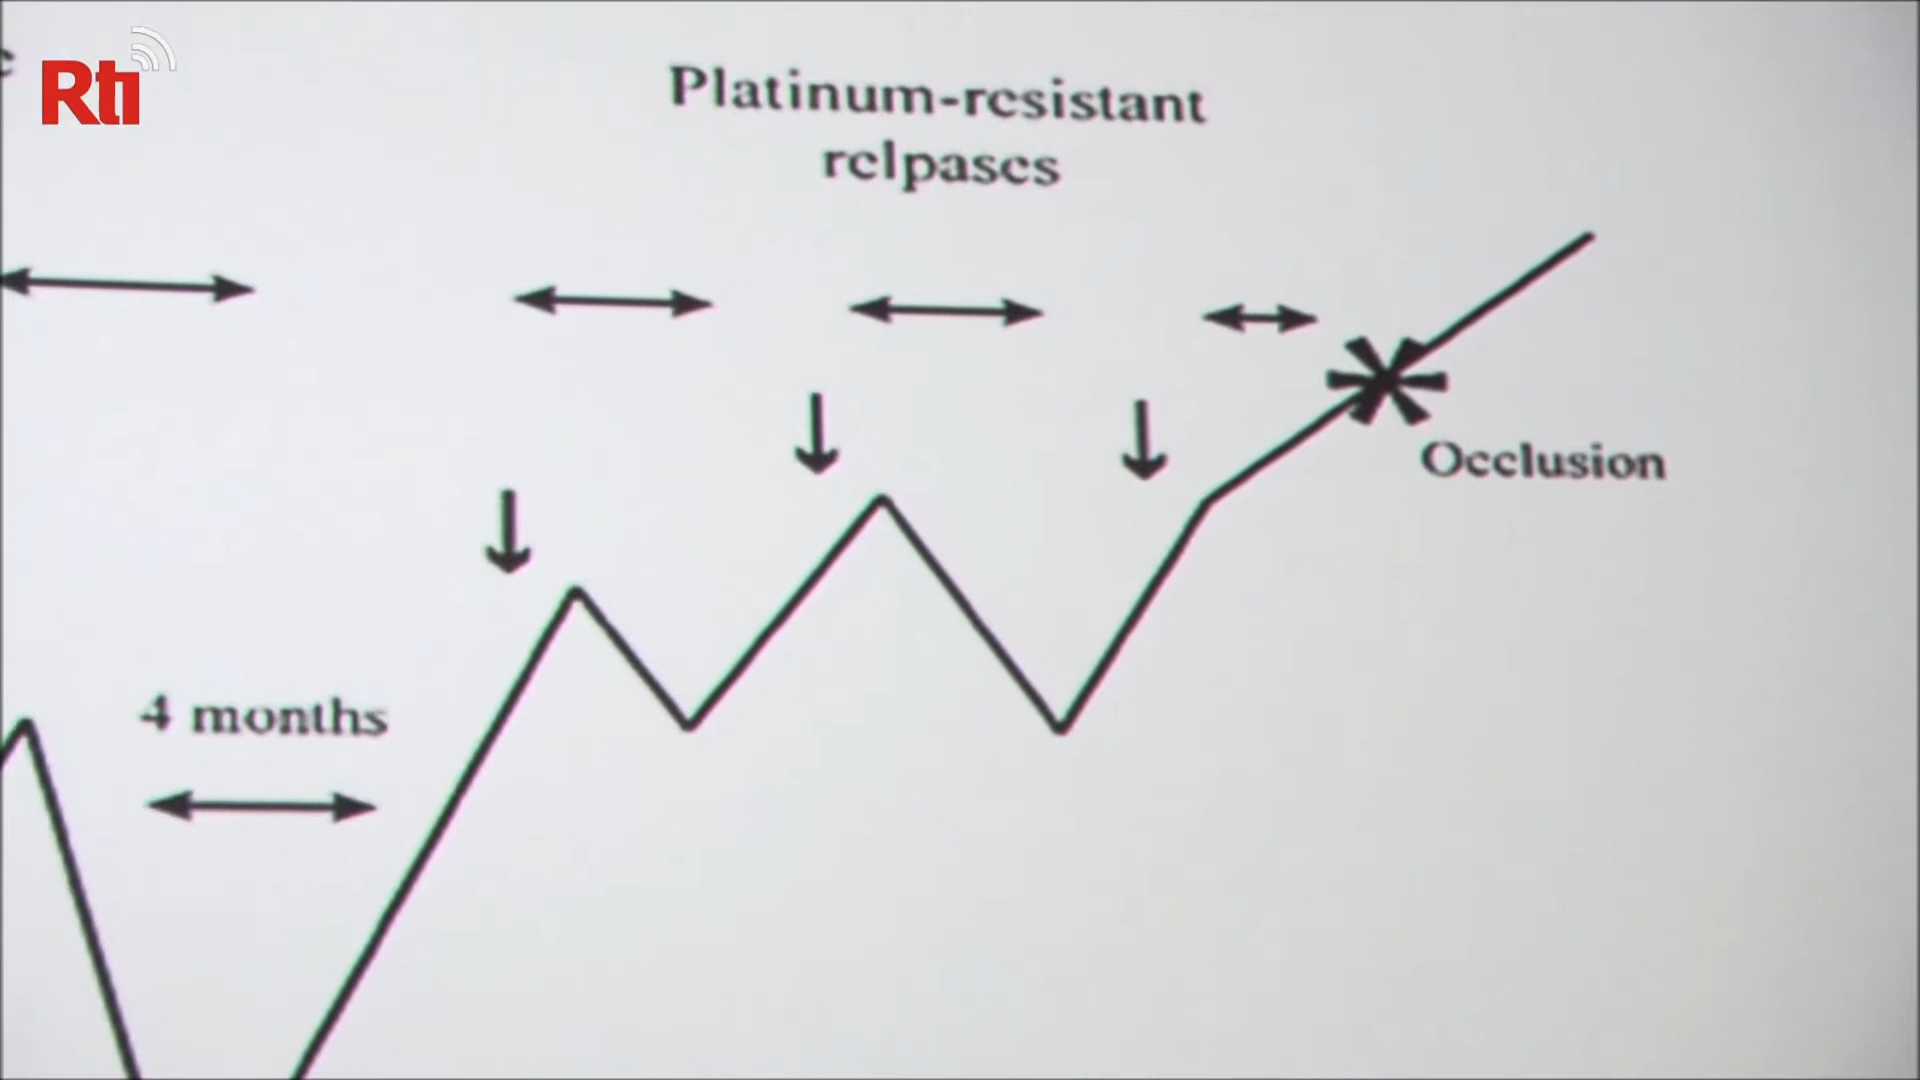 Rti
Platinum-resistant
relpases
4 months
Occlusion